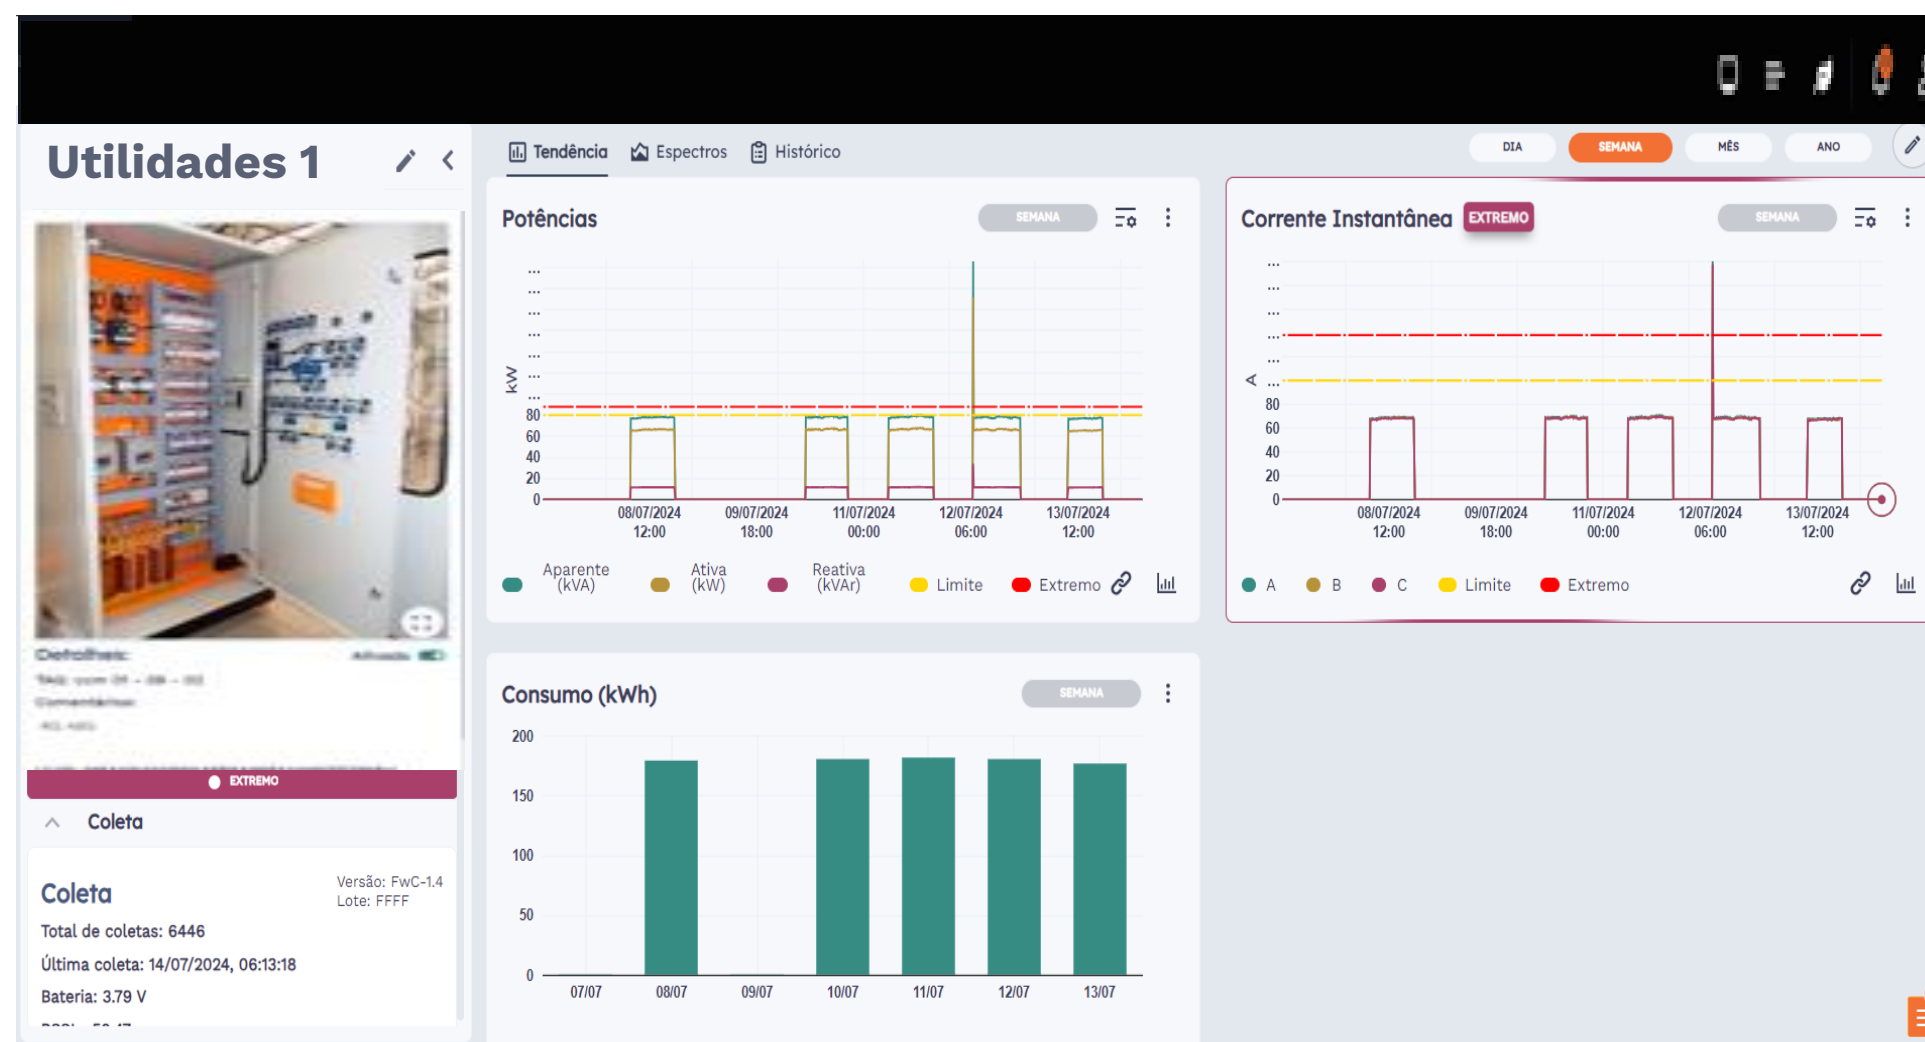 Utilidades 1
Tendência
Espectros
Histórico
DIA
SEMANA
MÊS
ANO
Potências
SEMANA
...
...
...
...
...
...
...
80
60
40
20
0
kW
08/07/2024
12:00
09/07/2024
18:00
11/07/2024
00:00
12/07/2024
06:00
13/07/2024
12:00
Aparente
(kVA)
Ativa
(kW)
Reativa
(kVAr)
Limite
Extremo
Corrente Instantânea
EXTREMO
SEMANA
...
...
...
...
...
...
80
60
40
20
0
A
08/07/2024
12:00
09/07/2024
18:00
11/07/2024
00:00
12/07/2024
06:00
13/07/2024
12:00
A
B
C
Limite
Extremo
Detalhes:
Comentários:
EXTREMO
Coleta
Coleta
Versão: FwC-1.4
Lote: FFFF
Total de coletas: 6446
Última coleta: 14/07/2024, 06:13:18
Bateria: 3.79 V
Consumo (kWh)
SEMANA
200
150
100
50
0
07/07
08/07
09/07
10/07
11/07
12/07
13/07